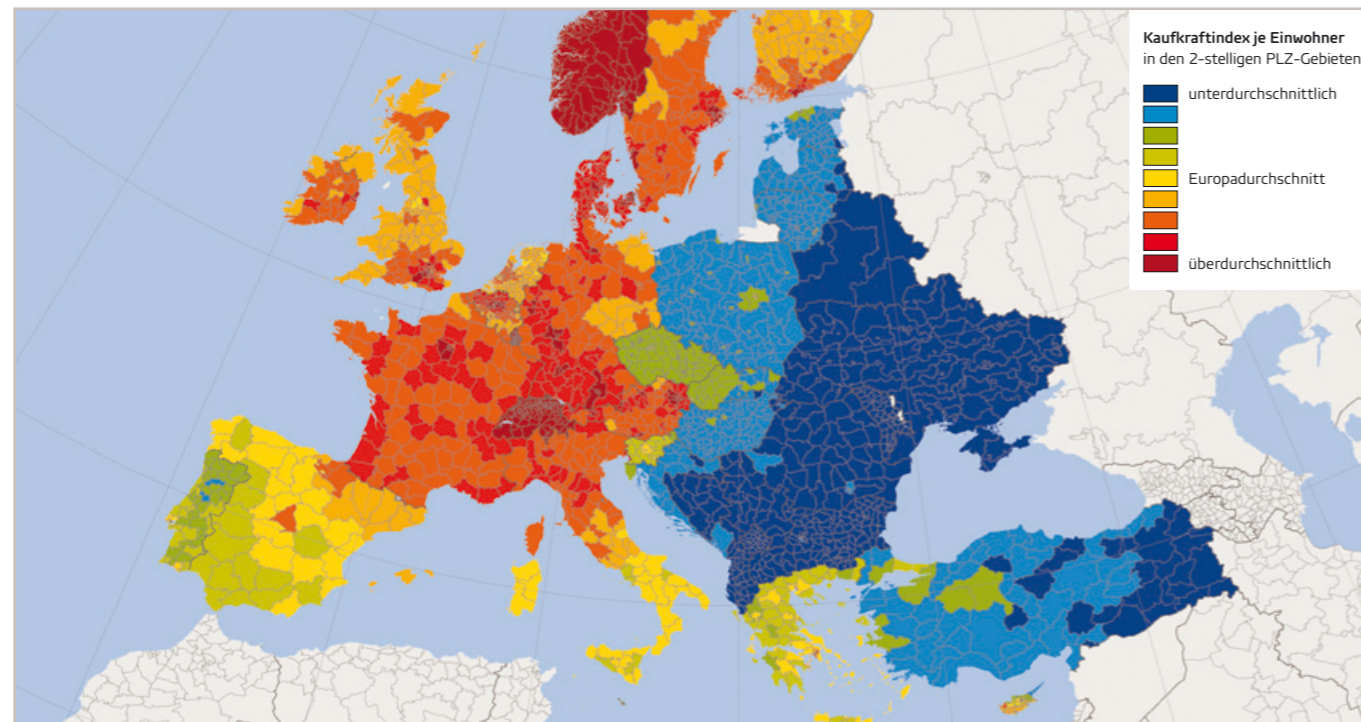 Kaufkraftindex je Einwohner
in den 2-stelligen PLZ-Gebieten
unterdurchschnittlich
Europadurchschnitt
überdurchschnittlich